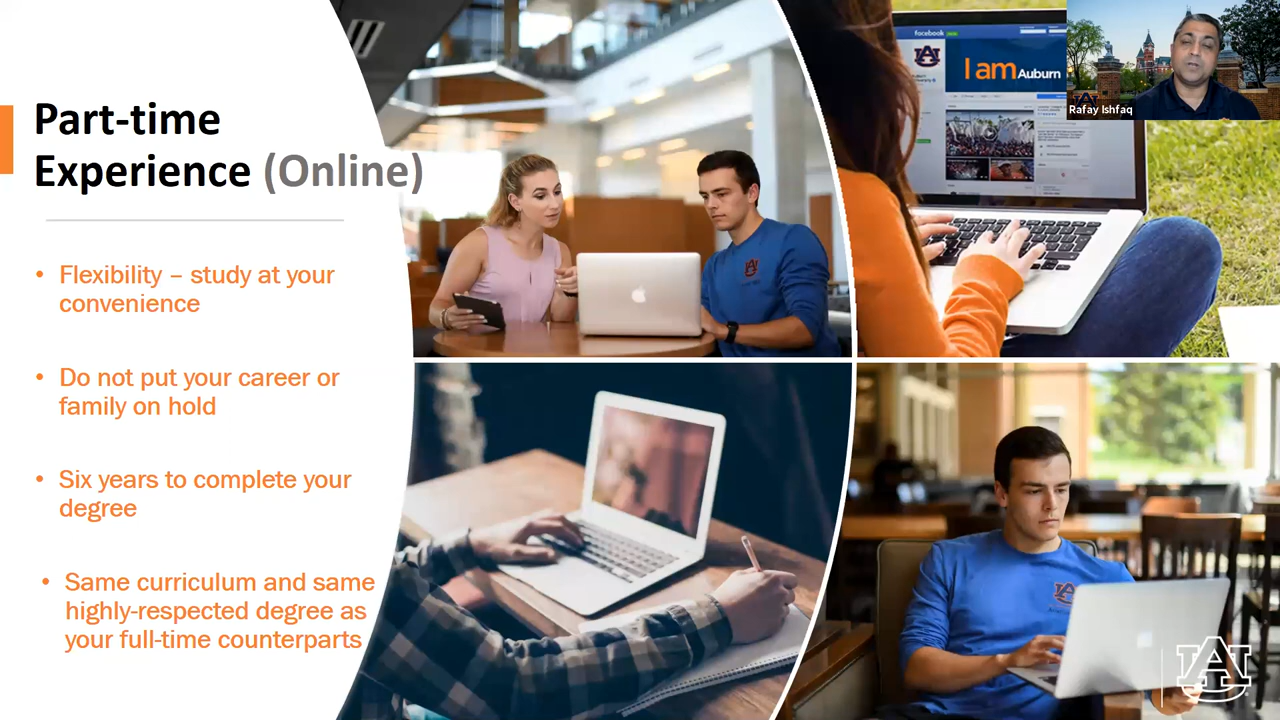 Part-time
Experience (Online)
• Flexibility – study at your
convenience
• Do not put your career or
family on hold
• Six years to complete your
degree
• Same curriculum and same
highly-respected degree as
your full-time counterparts
facebook
I am Auburn
Rafay Ishfaq